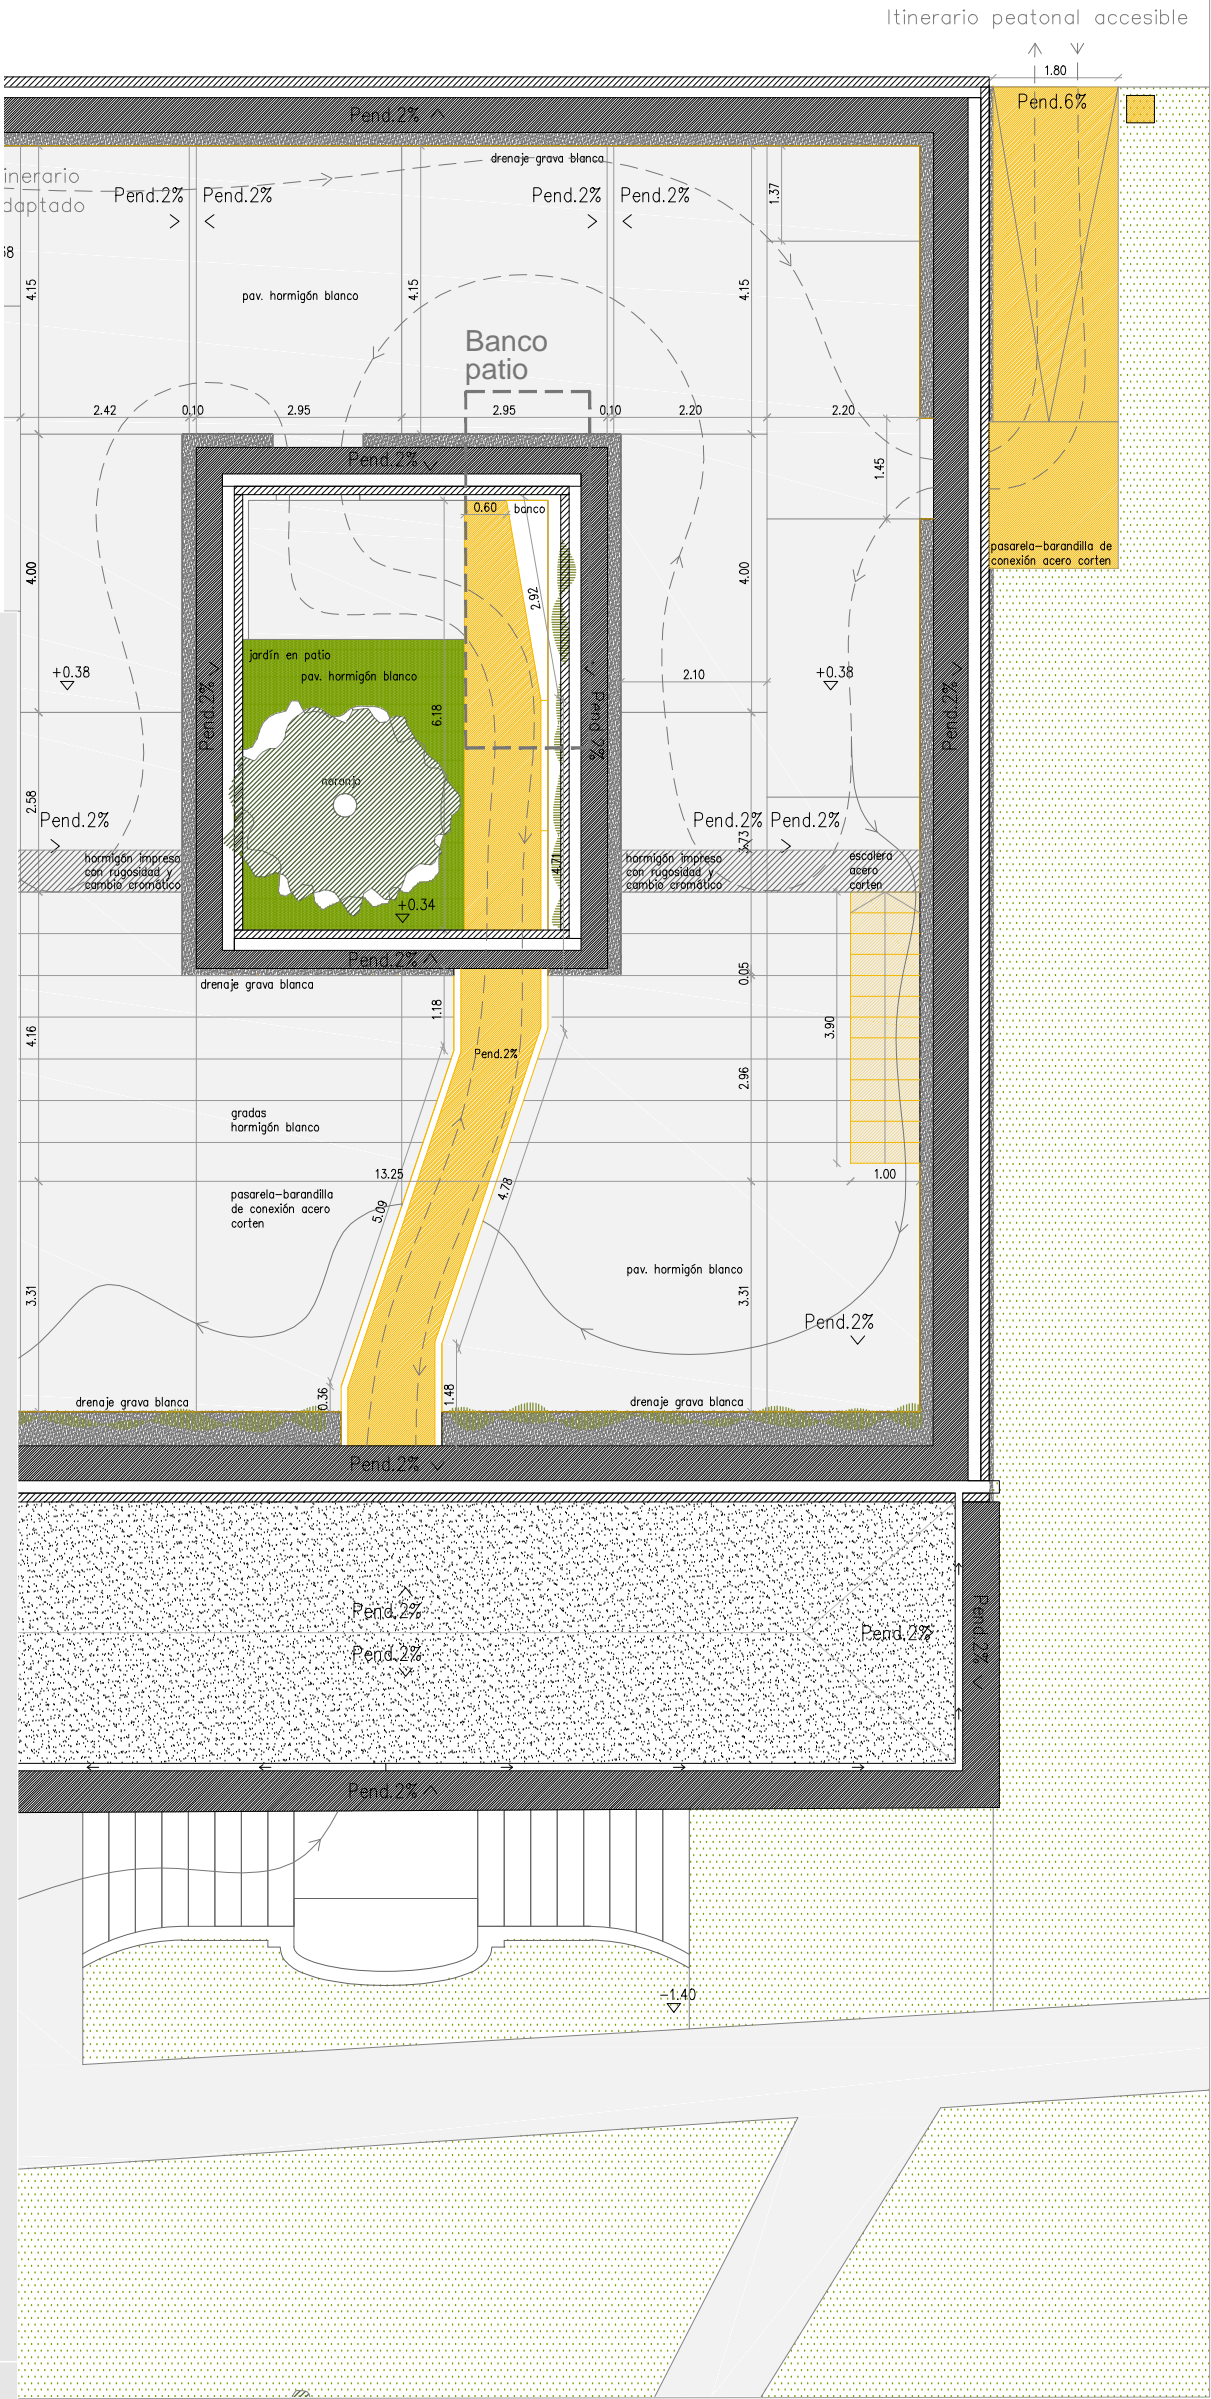 Itinerario peatonal accesible
1.80
Pend.6%
Pend.2%
drenaje grava blanca
inerario
daptado
Pend.2%
Pend.2%
Pend.2%
Pend.2%
1.37
4.15
4.15
4.15
pav. hormigón blanco
Banco
patio
2.42
0.10
2.95
2.95
0.10
2.20
2.20
Pend.2%
1.45
0.60
banco
pasarela-barandilla de
conexión acero corten
4.00
4.00
2.92
jardín en patio
pav. hormigón blanco
+0.38
+0.38
2.10
Pend.2%
6.18
Pend.2%
naranjo
2.58
Pend.2%
Pend.2%
Pend.2%
hormigón impreso
con rugosidad y
cambio cromático
4.71
hormigón impreso
con rugosidad y
cambio cromático
escalera
acero
corten
+0.34
Pend.2%
drenaje grava blanca
0.05
1.18
4.16
3.90
Pend.2%
2.96
gradas
hormigón blanco
13.25
1.00
pasarela-barandilla
de conexión acero
corten
5.09
4.78
pav. hormigón blanco
3.31
3.31
Pend.2%
0.36
1.48
drenaje grava blanca
drenaje grava blanca
Pend.2%
Pend.2%
Pend.2%
Pend.2%
Pend.2%
Pend.2%
-1.40